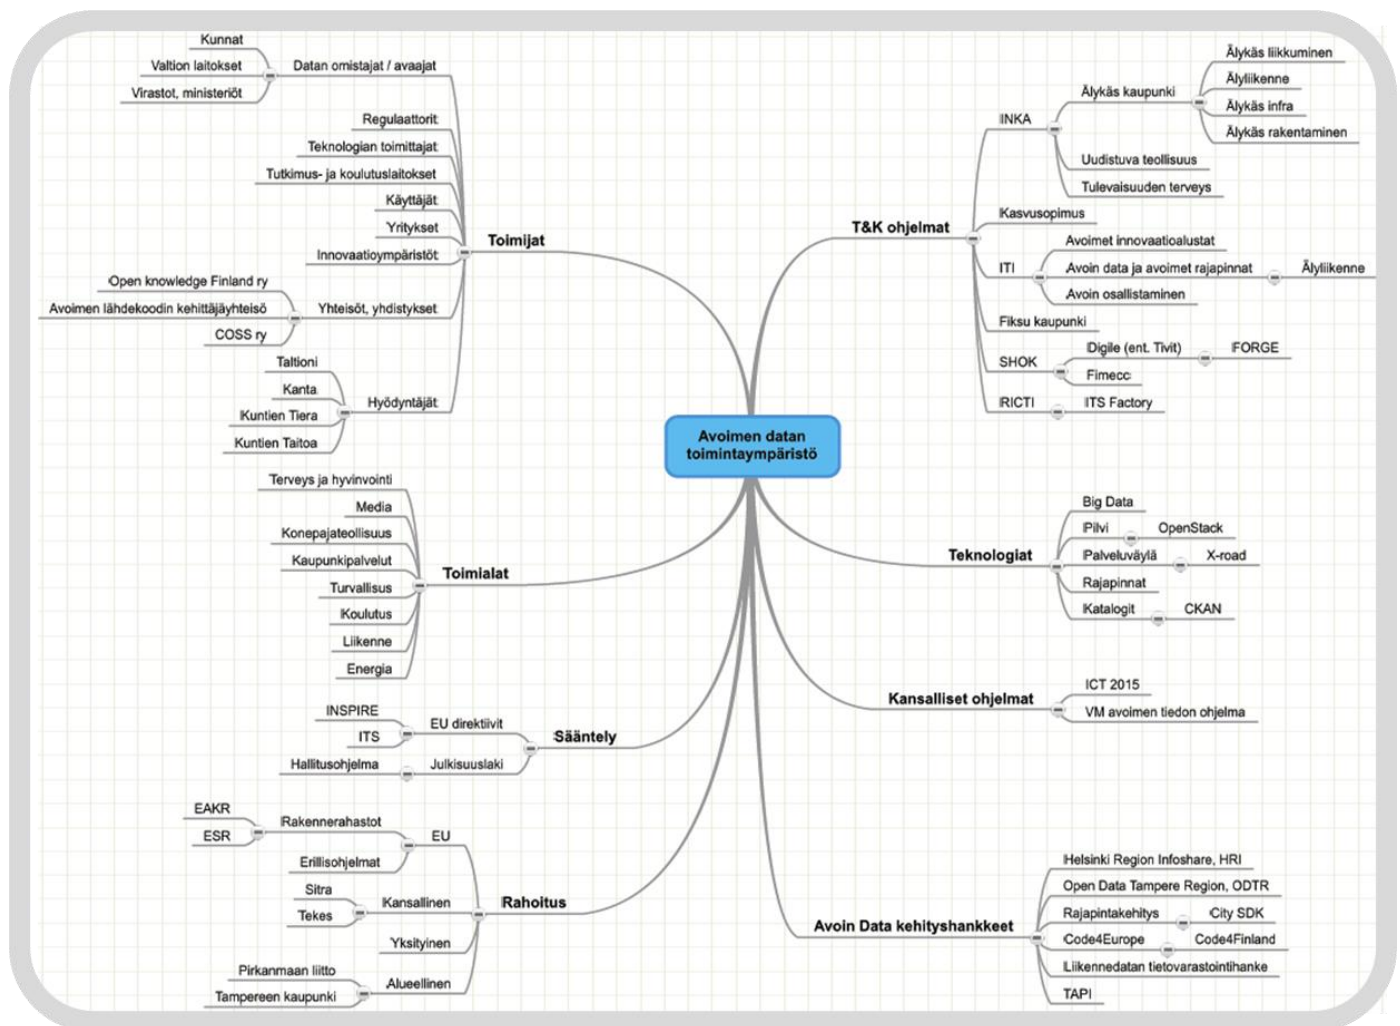 Kunnat
Valtion laitokset
Virastot, ministeriöt
Datan omistajat / avaajat
Regulaattorit
Teknologian toimittajat
Tutkimus- ja koulutuslaitokset
Käyttäjät
Yritykset
Innovaatioympäristöt
Open knowledge Finland ry
Avoimen lähdekoodin kehittäjäyhteisö
COSS ry
Yhteisöt, yhdistykset
Taltioni
Kanta
Kuntien Tiera
Kuntien Taitoa
Hyödyntäjät
Toimijat
Älykäs liikkuminen
Älyliikenne
Älykäs infra
Älykäs rakentaminen
Älykäs kaupunki
INKA
Uudistuva teollisuus
Tulevaisuuden terveys
Kasvusopimus
T&K ohjelmat
Avoimet innovaatioalustat
ITI
Avoin data ja avoimet rajapinnat
Älyliikenne
Avoin osallistaminen
Fiksu kaupunki
SHOK
Digile (ent. Tivit)
FORGE
Fimecc
RICTI
ITS Factory
Avoimen datan
toimintaympäristö
Terveys ja hyvinvointi
Media
Konepajateollisuus
Kaupunkipalvelut
Turvallisus
Koulutus
Liikenne
Energia
Toimialat
Big Data
Pilvi
OpenStack
Teknologiat
Palveluväylä
X-road
Rajapinnat
Katalogit
CKAN
INSPIRE
ITS
EU direktiivit
Hallitusohjelma
Julkisuuslaki
Sääntely
Kansalliset ohjelmat
ICT 2015
VM avoimen tiedon ohjelma
EAKR
ESR
Rakennerahastot
Erillisohjelmat
EU
Sitra
Tekes
Kansallinen
Yksityinen
Pirkanmaan liitto
Tampereen kaupunki
Alueellinen
Rahoitus
Avoin Data kehityshankkeet
Helsinki Region Infoshare, HRI
Open Data Tampere Region, ODTR
Rajapintakehitys
City SDK
Code4Europe
Code4Finland
Liikennedatan tietovarastointihanke
TAPI